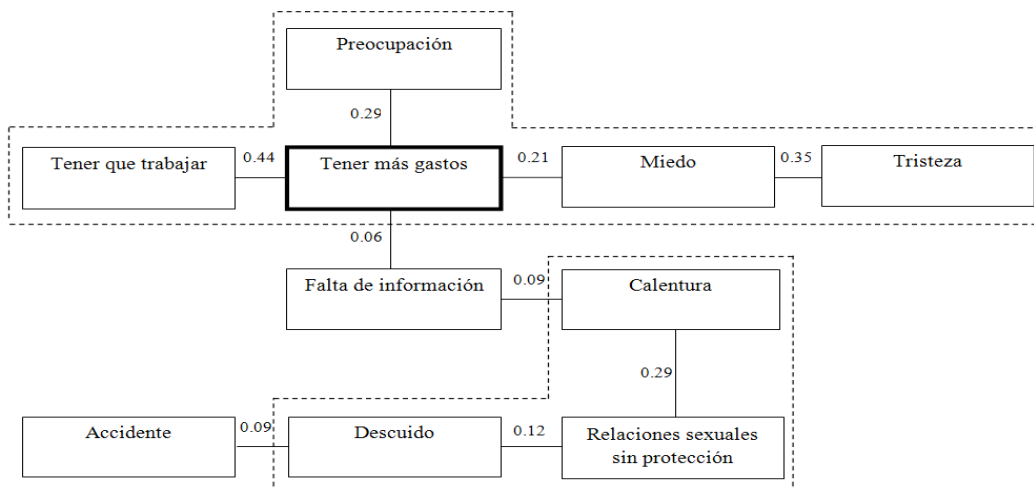 Preocupación
0.29
Tener que trabajar
0.44
Tener más gastos
0.21
Miedo
0.35
Tristeza
0.06
Falta de información
0.09
Calentura
0.29
Accidente
0.09
Descuido
0.12
Relaciones sexuales
sin protección